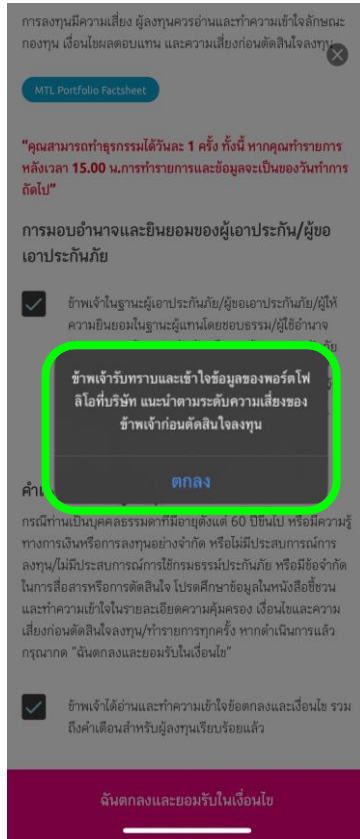 การลงทุนมีความเสี่ยง ผู้ลงทุนควรอ่านและทำความเข้าใจลักษณะ
กองทุน เงื่อนไขผลตอบแทน และความเสี่ยงก่อนตัดสินใจลงทุน
MTL Portfolio Factsheet
"คุณสามารถทำธุรกรรมได้วันละ 1 ครั้ง ทั้งนี้ หากคุณทำรายการ
หลังเวลา 15.00 น.การทำรายการและข้อมูลจะเป็นของวันทำการ
ถัดไป"
การมอบอำนาจและยินยอมของผู้เอาประกัน/ผู้ขอ
เอาประกันภัย
ข้าพเจ้าในฐานะผู้เอาประกันภัย/ผู้ขอเอาประกันภัย/ผู้ให้
ความยินยอมในฐานะผู้แทนโดยชอบธรรม/ผู้ใช้อำนาจ
ข้าพเจ้ารับทราบและเข้าใจข้อมูลของพอร์ตโฟ
ลิโอที่บริษัท แนะนำตามระดับความเสี่ยงของ
ข้าพเจ้าก่อนตัดสินใจลงทุน
ตกลง
กรณีท่านเป็นบุคคลธรรมดาที่มีอายุตั้งแต่ 60 ปีขึ้นไป หรือมีความรู้
ทางการเงินหรือการลงทุนอย่างจำกัด หรือไม่มีประสบการณ์การ
ลงทุน/ไม่มีประสบการณ์การใช้กรมธรรม์ประกันภัย หรือมีข้อจำกัด
ในการสื่อสารหรือการตัดสินใจ โปรดศึกษาข้อมูลในหนังสือชี้ชวน
และทำความเข้าใจในรายละเอียดความคุ้มครอง เงื่อนไขและความ
เสี่ยงก่อนตัดสินใจลงทุน/ทำรายการทุกครั้ง หากดำเนินการแล้ว
กรุณากด "ฉันตกลงและยอมรับในเงื่อนไข"
ข้าพเจ้าได้อ่านและทำความเข้าใจข้อตกลงและเงื่อนไข รวม
ถึงคำเตือนสำหรับผู้ลงทุนเรียบร้อยแล้ว
ฉันตกลงและยอมรับในเงื่อนไข